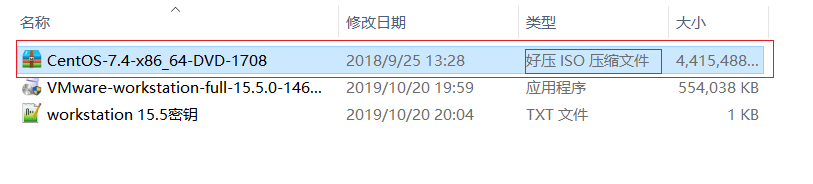 名称 修改日期 类型 大小
CentOS-7.4-x86_64-DVD-1708 2018/9/25 13:28 好压 ISO 压缩文件 4,415,488...
VMware-workstation-full-15.5.0-146... 2019/10/20 19:59 应用程序 554,038 KB
workstation 15.5密钥 2019/10/20 20:04 TXT 文件 1 KB